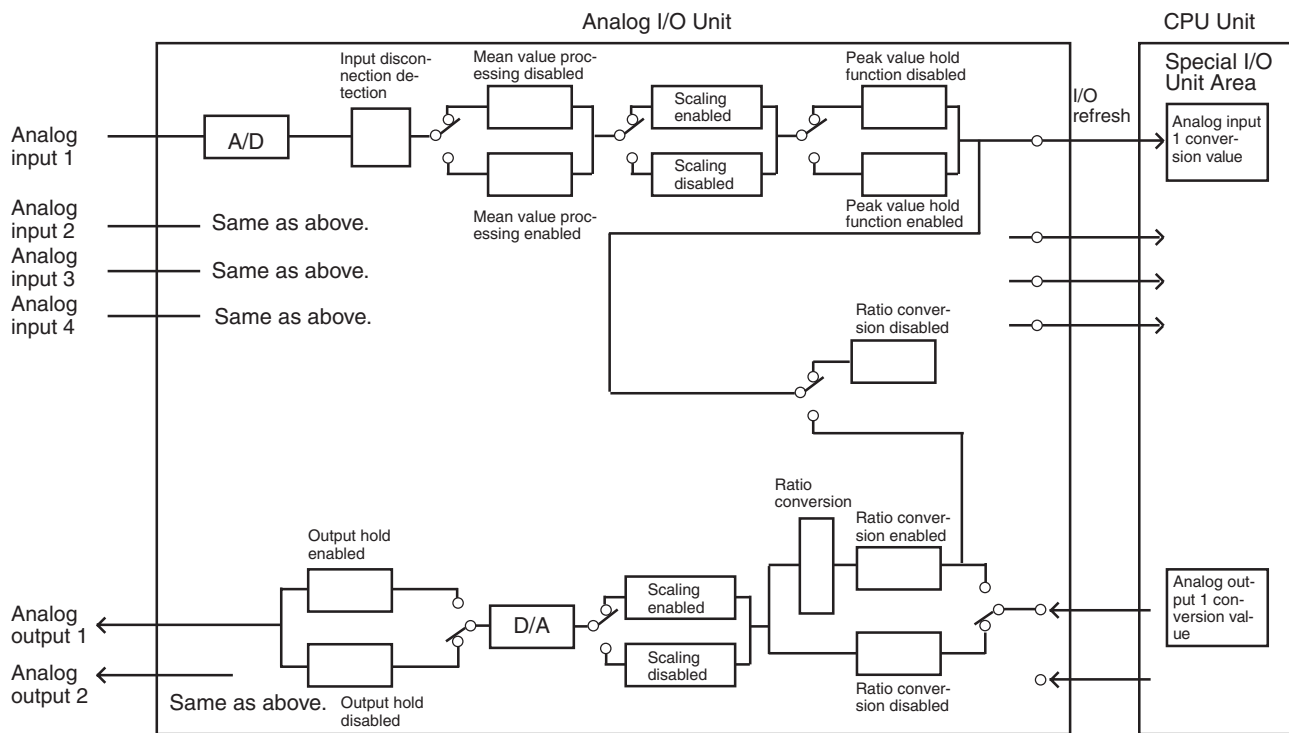 Analog I/O Unit
CPU Unit
Input discon-
nection de-
tection
Mean value pro-
cessing disabled
Peak value hold
function disabled
Special I/O
Unit Area
I/O
refresh
Analog
input 1
A/D
Scaling
enabled
Scaling
disabled
Analog input
1 conver-
sion value
Mean value pro-
cessing enabled
Peak value hold
function enabled
Analog
input 2
Same as above.
Analog
input 3
Same as above.
Analog
input 4
Same as above.
Ratio conver-
sion disabled
Ratio
conversion
Ratio conver-
sion enabled
Output hold
enabled
Scaling
enabled
Analog out-
put 1 con-
version val-
ue
Analog
output 1
D/A
Scaling
disabled
Analog
output 2
Same as above.
Output hold
disabled
Ratio conver-
sion disabled